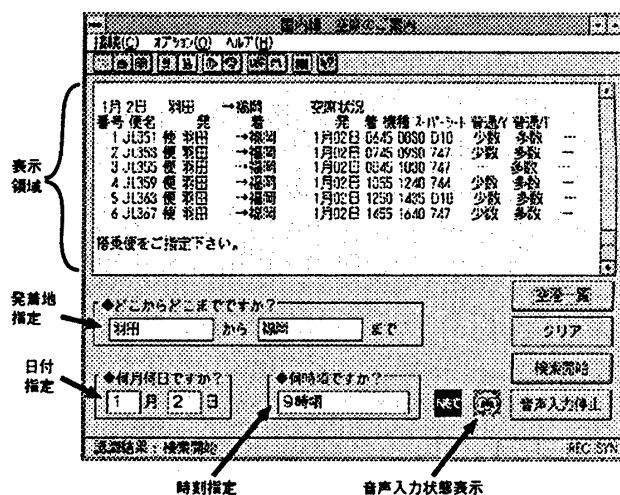 国内線 空席のご案内
接続(C) オプション(O) ヘルプ(H)
1月 2日 羽田 →福岡 空席状況
番号 便名 発 着 発 着 機種 スーパーシート 普通/Y 普通/T
1 JL351 便 羽田 →福岡 1月02日 0645 0830 D10 少数 多数 --
2 JL353 便 羽田 →福岡 1月02日 0745 0930 747 少数 多数 --
3 JL355 便 羽田 →福岡 1月02日 0845 1030 747 多数 --
4 JL359 便 羽田 →福岡 1月02日 1055 1240 744 少数 多数 --
5 JL363 便 羽田 →福岡 1月02日 1250 1435 D10 少数 多数 --
6 JL367 便 羽田 →福岡 1月02日 1455 1640 747 少数 多数 --
搭乗便をご指定下さい。
表示
領域
発着地
指定
◆どこからどこまでですか?
羽田 から 福岡 まで
空港一覧
クリア
検索開始
音声入力停止
日付
指定
◆何月何日ですか?
1 月 2 日
◆何時頃ですか?
9時頃
NEC
認識結果:検索開始
REC SYN
時刻指定
音声入力状態表示